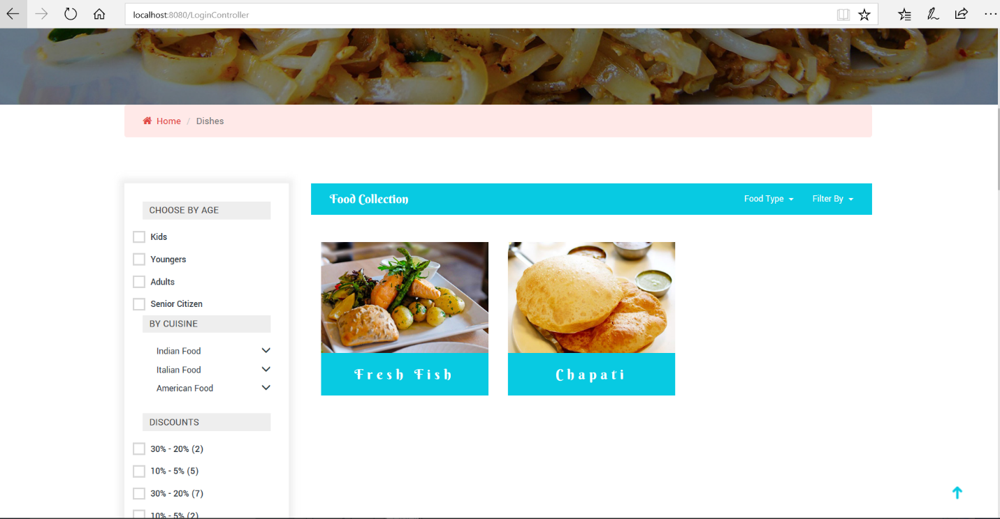 localhost:8080/LoginController
Home / Dishes
CHOOSE BY AGE
Kids
Youngers
Adults
Senior Citizen
BY CUISINE
Indian Food
Italian Food
American Food
DISCOUNTS
30% - 20% (2)
10% - 5% (5)
30% - 20% (7)
10% - 5% (2)
Food Collection
Food Type
Filter By
Fresh Fish
Chapati